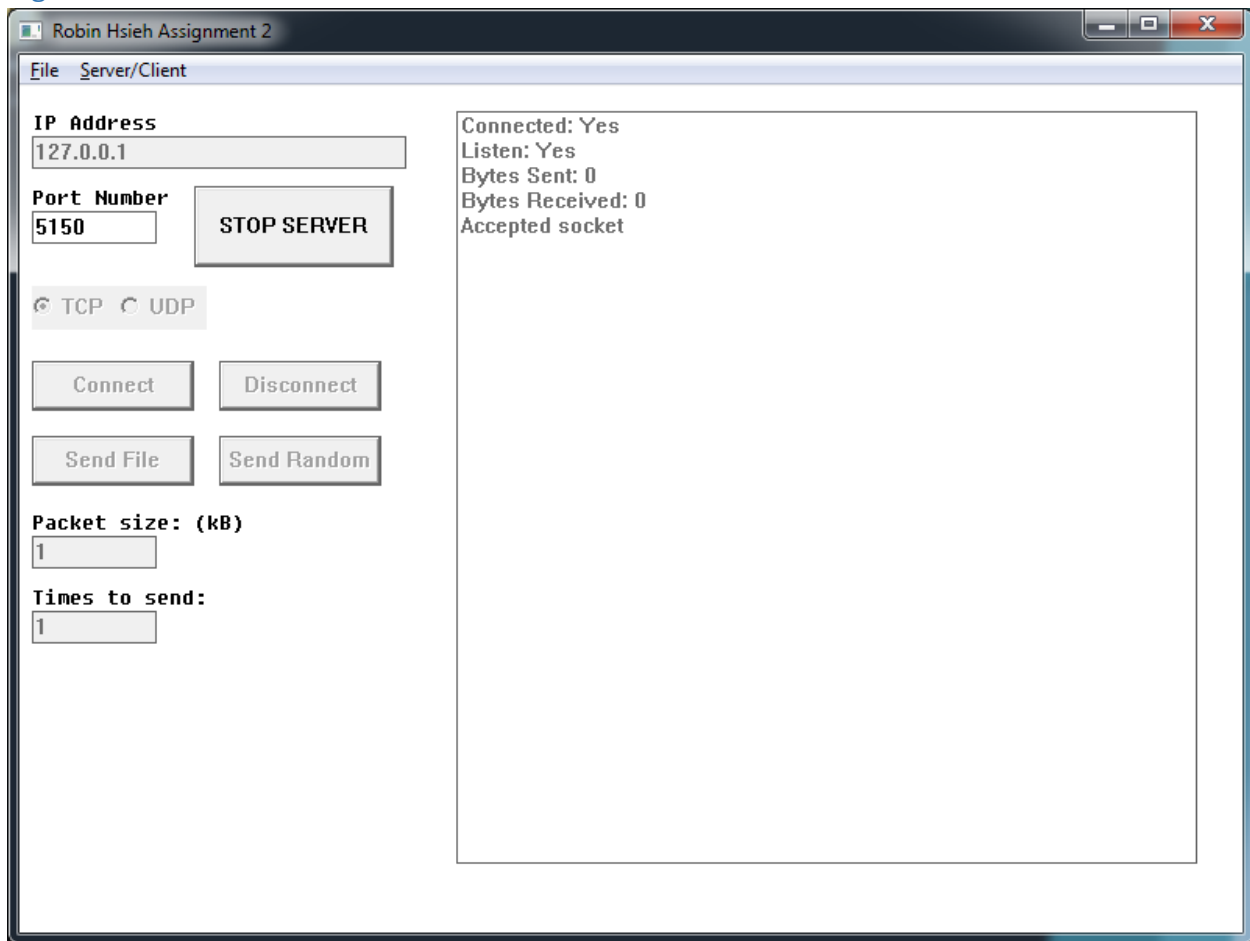 Robin Hsieh Assignment 2
File Server/Client
IP Address
127.0.0.1
Port Number
5150
STOP SERVER
TCP UDP
Connect Disconnect
Send File Send Random
Packet size: (kB)
1
Times to send:
1
Connected: Yes
Listen: Yes
Bytes Sent: 0
Bytes Received: 0
Accepted socket